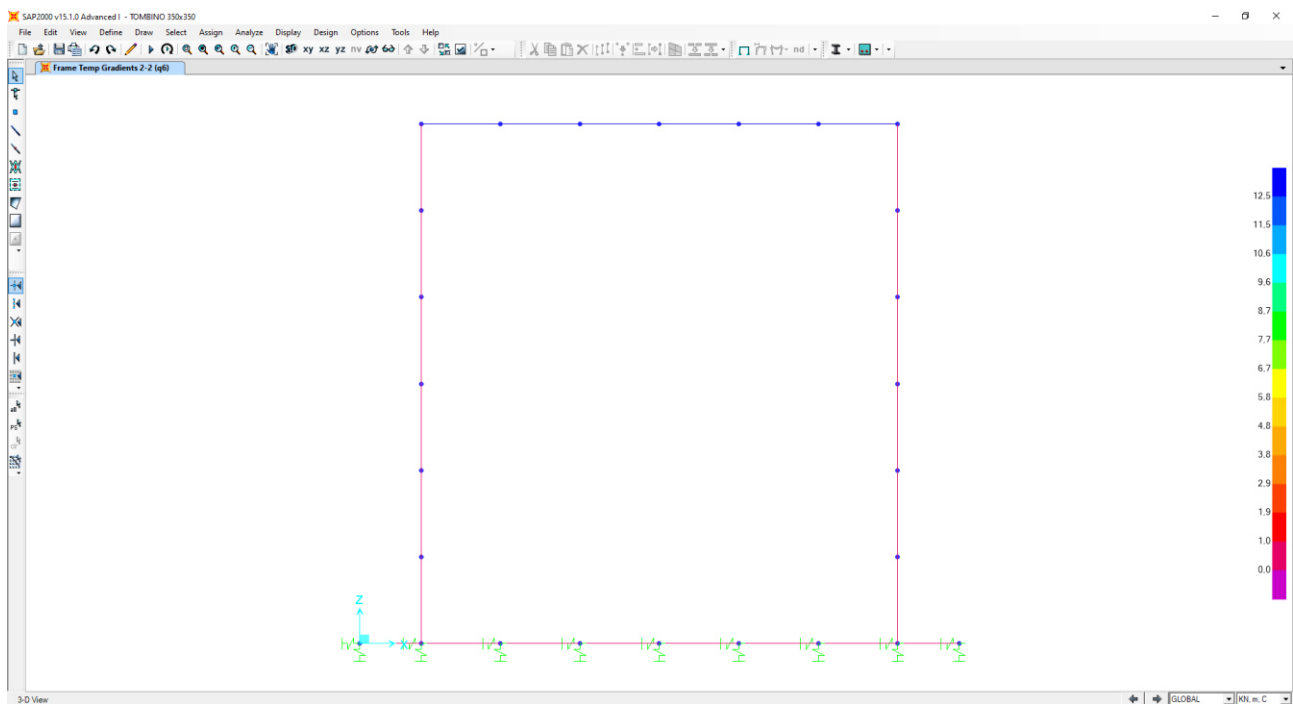 SAP2000 v15.1.0 Advanced I - TOMBINO 350x350
File Edit View Define Draw Select Assign Analyze Display Design Options Tools Help
xy xz yz nv nd
Frame Temp Gradients 2-2 (q6)
12.5
11.5
10.6
9.6
8.7
7.7
6.7
5.8
4.8
3.8
2.9
1.9
1.0
0.0
Z
X
3-D View GLOBAL KN, m, C